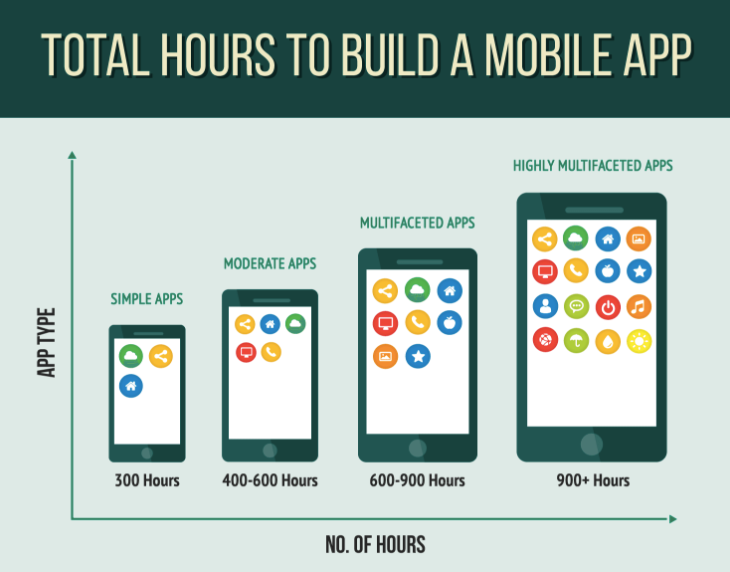 TOTAL HOURS TO BUILD A MOBILE APP
HIGHLY MULTIFACETED APPS
MULTIFACETED APPS
MODERATE APPS
SIMPLE APPS
APP TYPE
300 Hours
400-600 Hours
600-900 Hours
900+ Hours
NO. OF HOURS